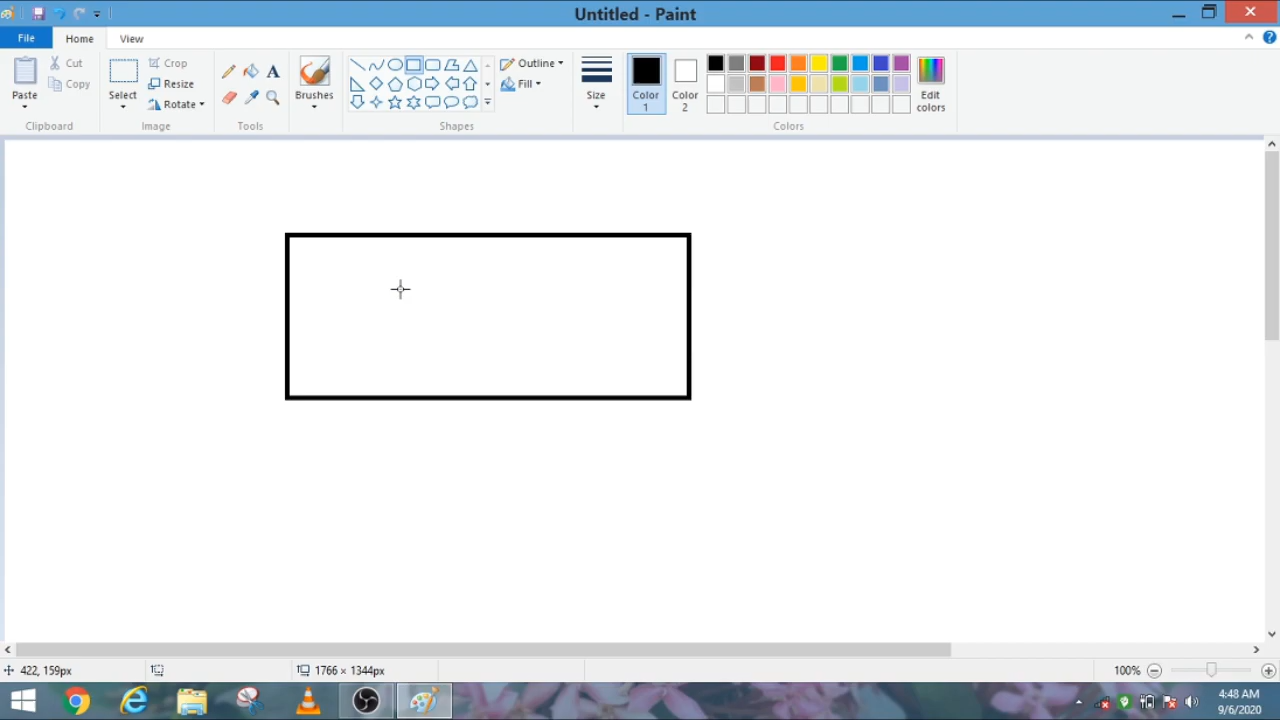 Untitled - Paint
File Home View
Paste
Cut
Copy
Clipboard
Select
Crop
Resize
Rotate
Image
A
Tools
Brushes
Shapes
Outline
Fill
Size
Color
1
Color
2
Edit
colors
Colors
422, 159px
1766 × 1344px
100%
4:48 AM
9/6/2020